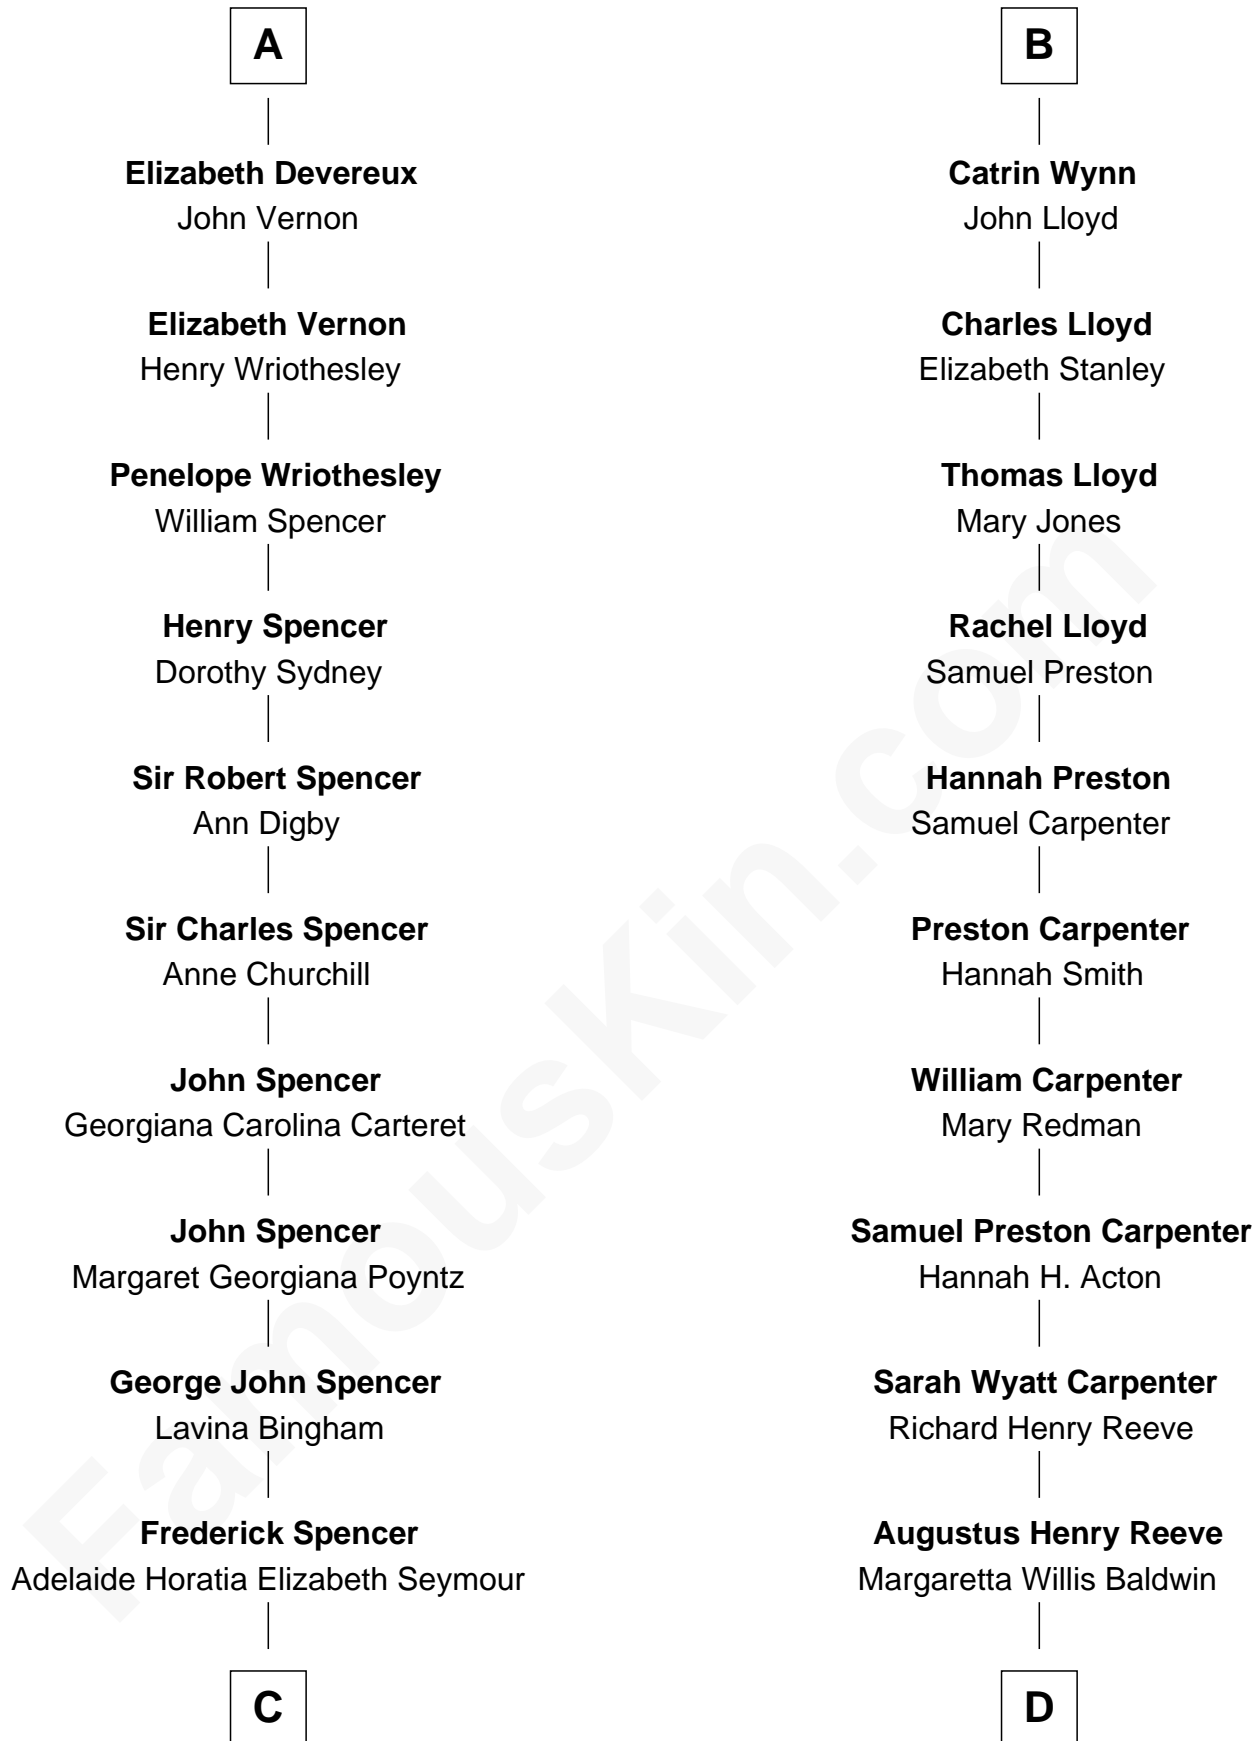 A
Elizabeth Devereux
John Vernon
Elizabeth Vernon
Henry Wriothesley
Penelope Wriothesley
William Spencer
Henry Spencer
Dorothy Sydney
Sir Robert Spencer
Ann Digby
Sir Charles Spencer
Anne Churchill
John Spencer
Georgiana Carolina Carteret
John Spencer
Margaret Georgiana Poyntz
George John Spencer
Lavina Bingham
Frederick Spencer
Adelaide Horatia Elizabeth Seymour
C
B
Catrin Wynn
John Lloyd
Charles Lloyd
Elizabeth Stanley
Thomas Lloyd
Mary Jones
Rachel Lloyd
Samuel Preston
Hannah Preston
Samuel Carpenter
Preston Carpenter
Hannah Smith
William Carpenter
Mary Redman
Samuel Preston Carpenter
Hannah H. Acton
Sarah Wyatt Carpenter
Richard Henry Reeve
Augustus Henry Reeve
Margaretta Willis Baldwin
D
FamousKin.com